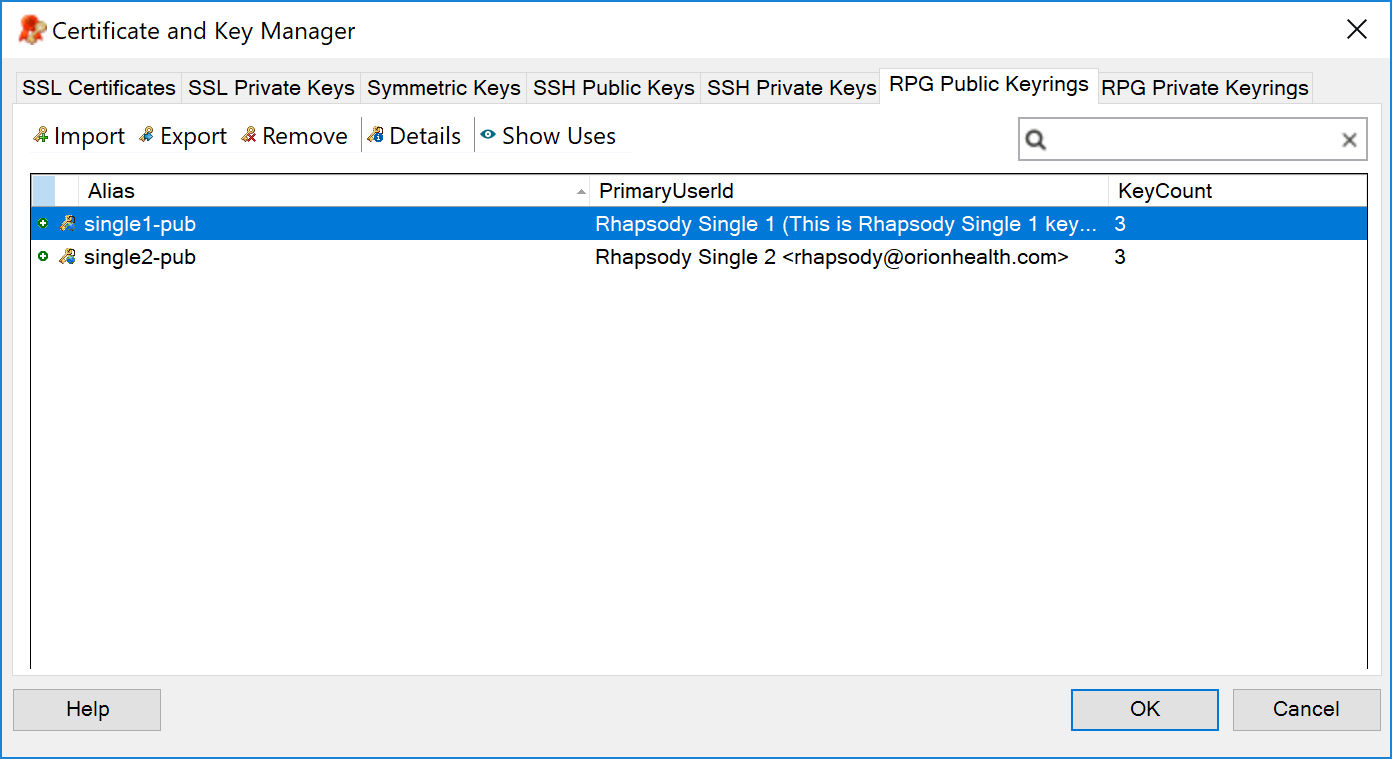 Certificate and Key Manager
SSL Certificates SSL Private Keys Symmetric Keys SSH Public Keys SSH Private Keys RPG Public Keyrings RPG Private Keyrings
Import Export Remove Details Show Uses
Alias PrimaryUserId KeyCount
single1-pub Rhapsody Single 1 (This is Rhapsody Single 1 key... 3
single2-pub Rhapsody Single 2 <rhapsody@orionhealth.com> 3
Help OK Cancel